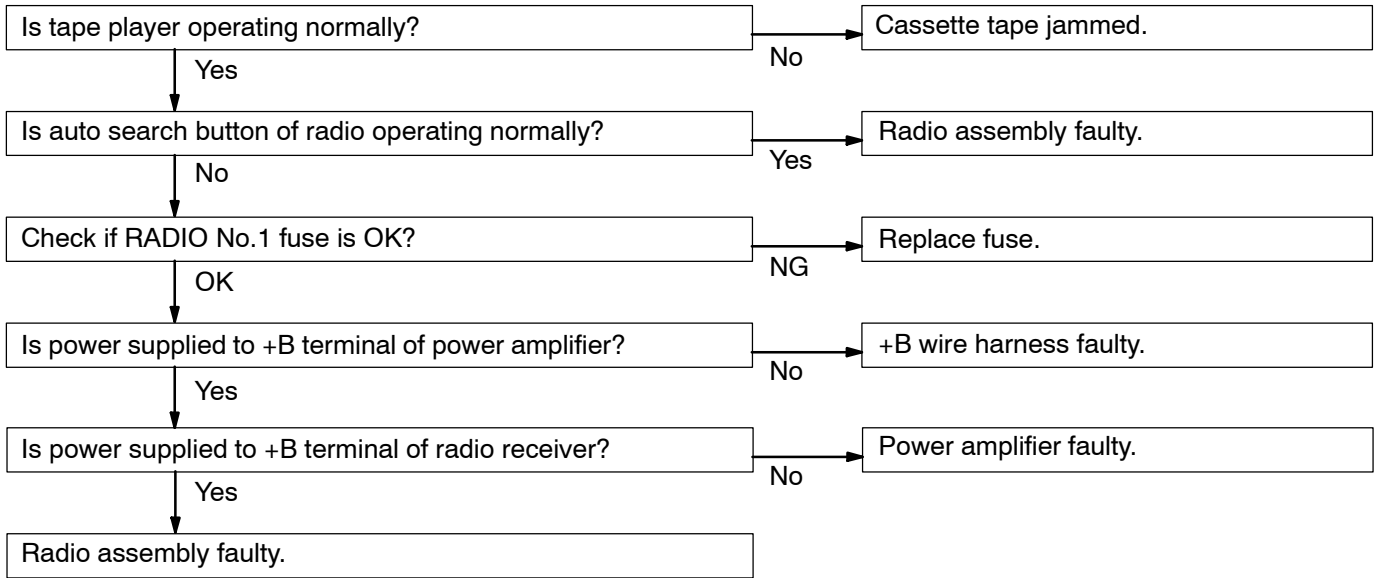 Is tape player operating normally?
Cassette tape jammed.
No
Yes
Is auto search button of radio operating normally?
Radio assembly faulty.
Yes
No
Check if RADIO No.1 fuse is OK?
Replace fuse.
NG
OK
Is power supplied to +B terminal of power amplifier?
+B wire harness faulty.
No
Yes
Is power supplied to +B terminal of radio receiver?
Power amplifier faulty.
No
Yes
Radio assembly faulty.